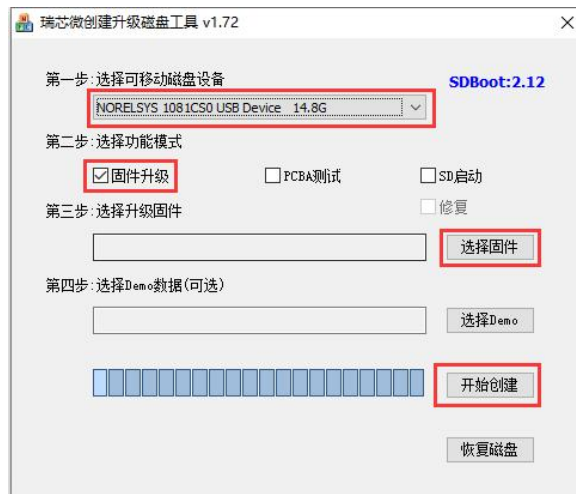 瑞芯微创建升级磁盘工具 v1.72
第一步:选择可移动磁盘设备
SDBoot:2.12
NORELSYS 1081CS0 USB Device 14.8G
第二步:选择功能模式
固件升级
PCBA测试
SD启动
第三步:选择升级固件
修复
选择固件
第四步:选择Demo数据(可选)
选择Demo
开始创建
恢复磁盘